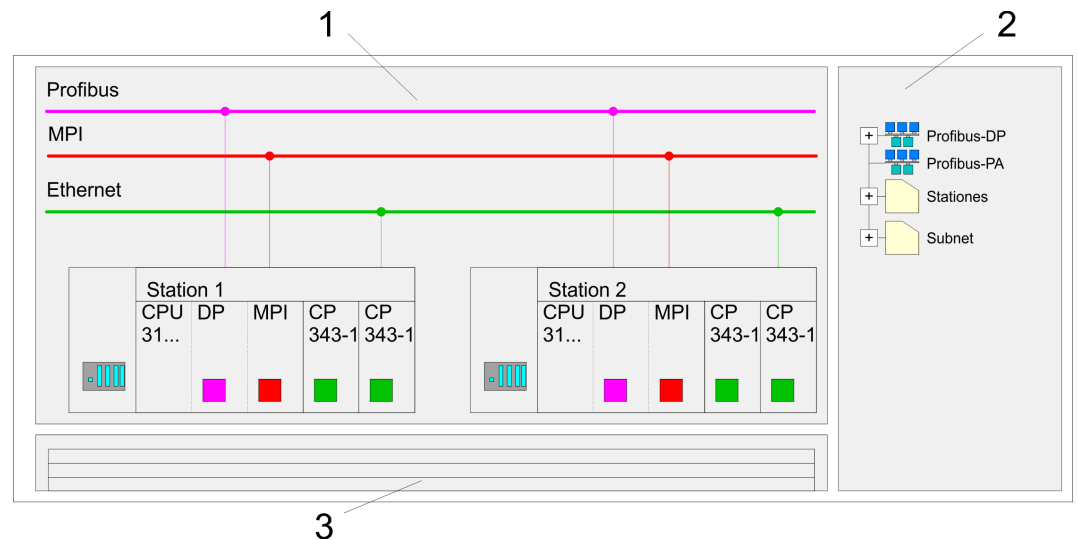 1
2
Profibus
MPI
Ethernet
Profibus-DP
Profibus-PA
Stationes
Subnet
Station 1
CPU 31...
DP
MPI
CP 343-1
CP 343-1
Station 2
CPU 31...
DP
MPI
CP 343-1
CP 343-1
3